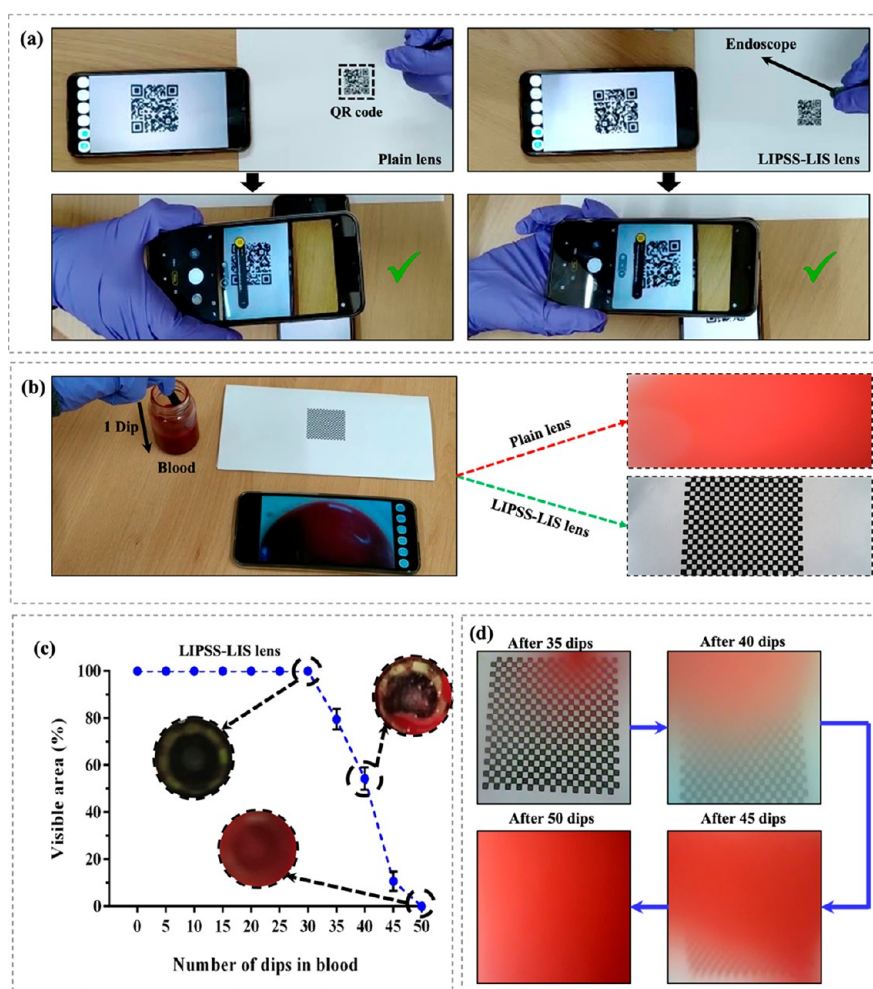 (a)
Endoscope
QR code
Plain lens
LIPSS-LIS lens
(b)
1 Dip
Blood
Plain lens
LIPSS-LIS lens
(c)
LIPSS-LIS lens
100
80
60
40
20
0
Visible area (%)
0 5 10 15 20 25 30 35 40 45 50
Number of dips in blood
(d)
After 35 dips
After 40 dips
After 50 dips
After 45 dips